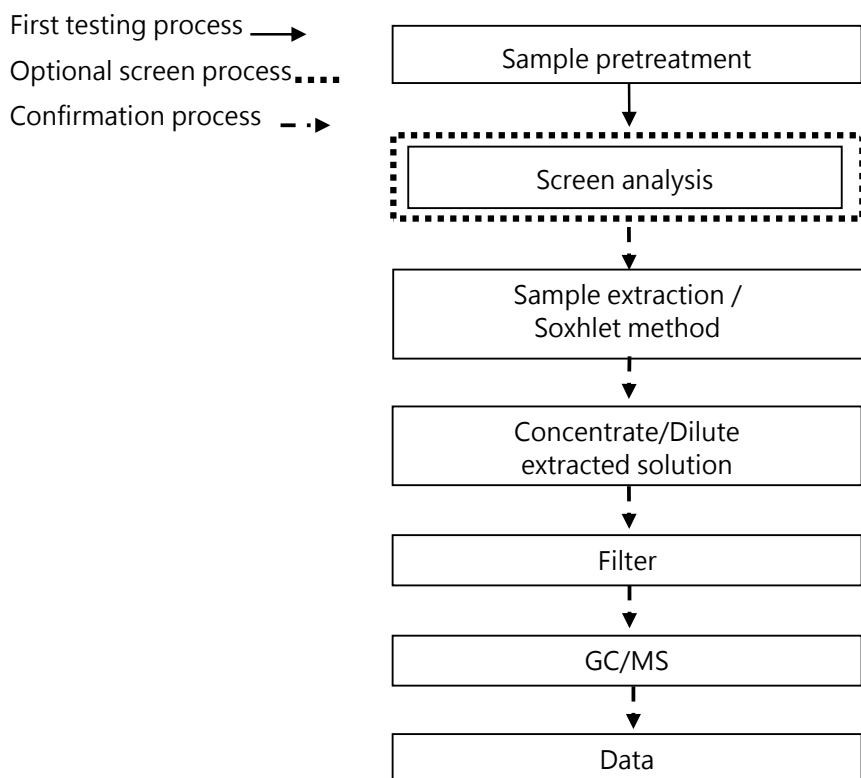 First testing process
Optional screen process
Confirmation process
Sample pretreatment
Screen analysis
Sample extraction /
Soxhlet method
Concentrate/Dilute
extracted solution
Filter
GC/MS
Data